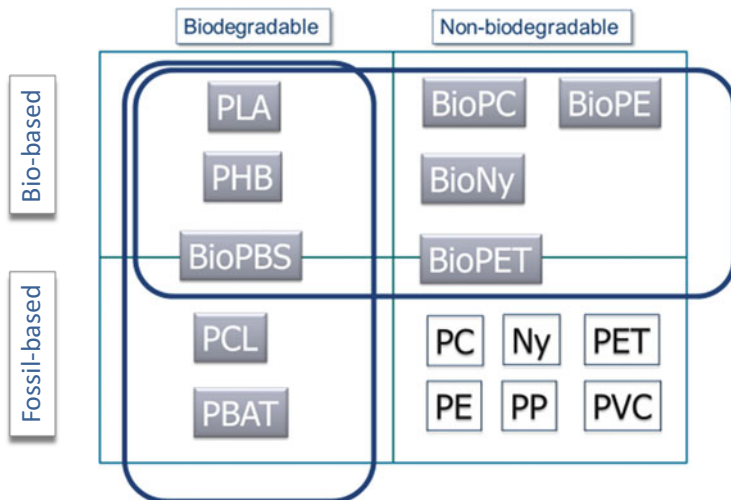 Biodegradable
Non-biodegradable
Bio-based
PLA
BioPC
BioPE
PHB
BioNy
BioPBS
BioPET
Fossil-based
PCL
PC
Ny
PET
PBAT
PE
PP
PVC